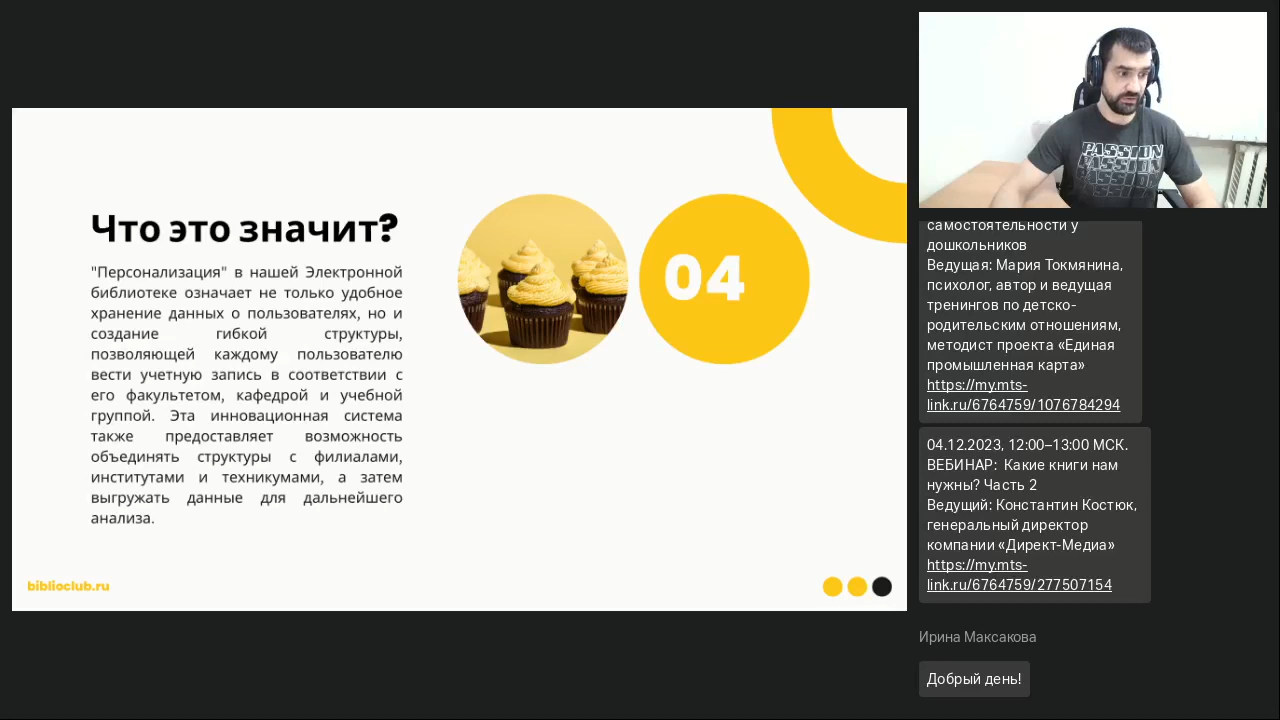 Что это значит?
"Персонализация" в нашей Электронной
библиотеке означает не только удобное
хранение данных о пользователях, но и
создание гибкой структуры,
позволяющей каждому пользователю
вести учетную запись в соответствии с
его факультетом, кафедрой и учебной
группой. Эта инновационная система
также предоставляет возможность
объединять структуры с филиалами,
институтами и техникумами, а затем
выгружать данные для дальнейшего
анализа.
04
biblioclub.ru
PASSION
PASSION
PASSION
PASSION
самостоятельности у
дошкольников
Ведущая: Мария Токмянина,
психолог, автор и ведущая
тренингов по детско-
родительским отношениям,
методист проекта «Единая
промышленная карта»
https://my.mts-
link.ru/6764759/1076784294
04.12.2023, 12:00–13:00 МСК.
ВЕБИНАР: Какие книги нам
нужны? Часть 2
Ведущий: Константин Костюк,
генеральный директор
компании «Директ-Медиа»
https://my.mts-
link.ru/6764759/277507154
Ирина Максакова
Добрый день!